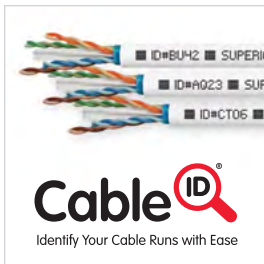 ID#BU42 SUPERI
ID#AQ23 SUP
ID#CT06
Cable ID®
Identify Your Cable Runs with Ease